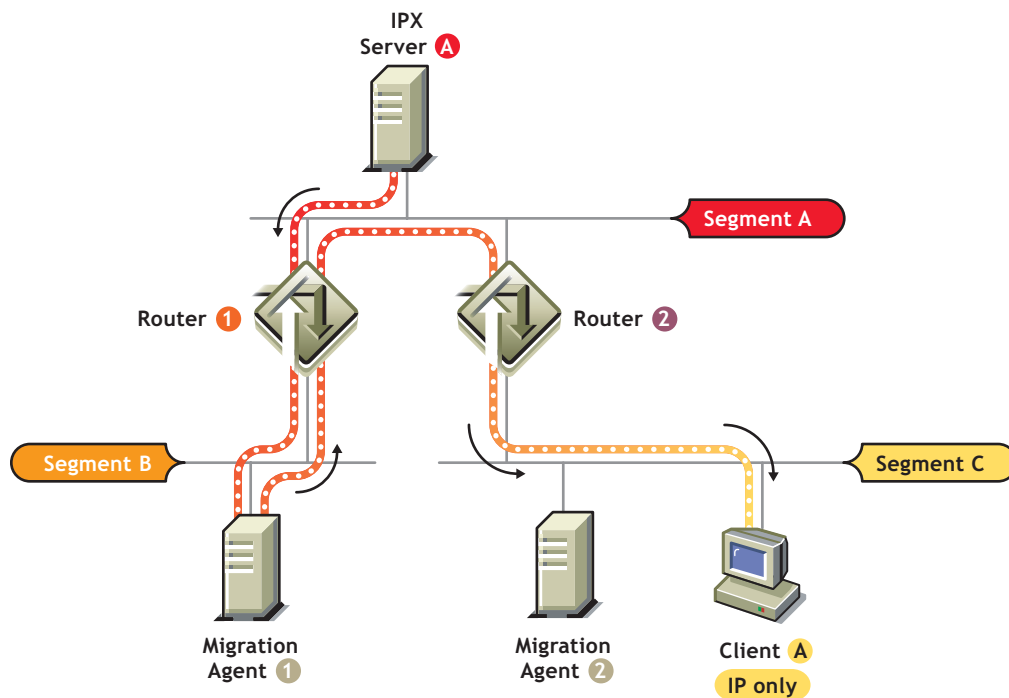 IPX
Server A
Segment A
Router 1
Router 2
Segment B
Segment C
Migration
Agent 1
Migration
Agent 2
Client A
IP only